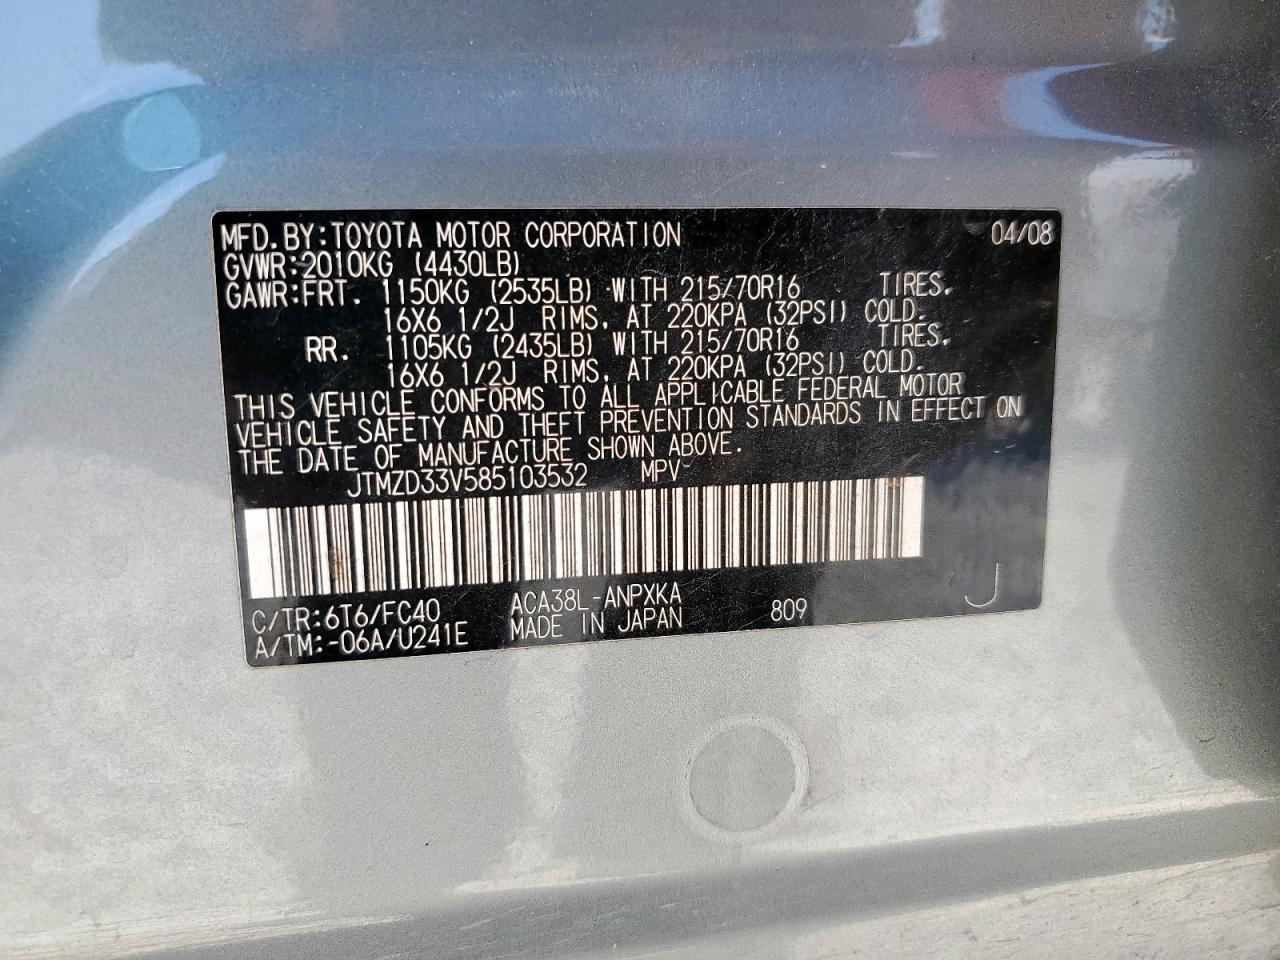 MFD.BY:TOYOTA MOTOR CORPORATION 04/08
GVWR:2010KG (4430LB)
GAWR:FRT. 1150KG (2535LB) WITH 215/70R16 TIRES.
16X6 1/2J RIMS, AT 220KPA (32PSI) COLD.
RR. 1105KG (2435LB) WITH 215/70R16 TIRES.
16X6 1/2J RIMS, AT 220KPA (32PSI) COLD.
THIS VEHICLE CONFORMS TO ALL APPLICABLE FEDERAL MOTOR
VEHICLE SAFETY AND THEFT PREVENTION STANDARDS IN EFFECT ON
THE DATE OF MANUFACTURE SHOWN ABOVE.
JTMZD33V585103532 MPV
C/TR:6T6/FC40 ACA38L-ANPXKA
A/TM:-06A/U241E MADE IN JAPAN 809 J